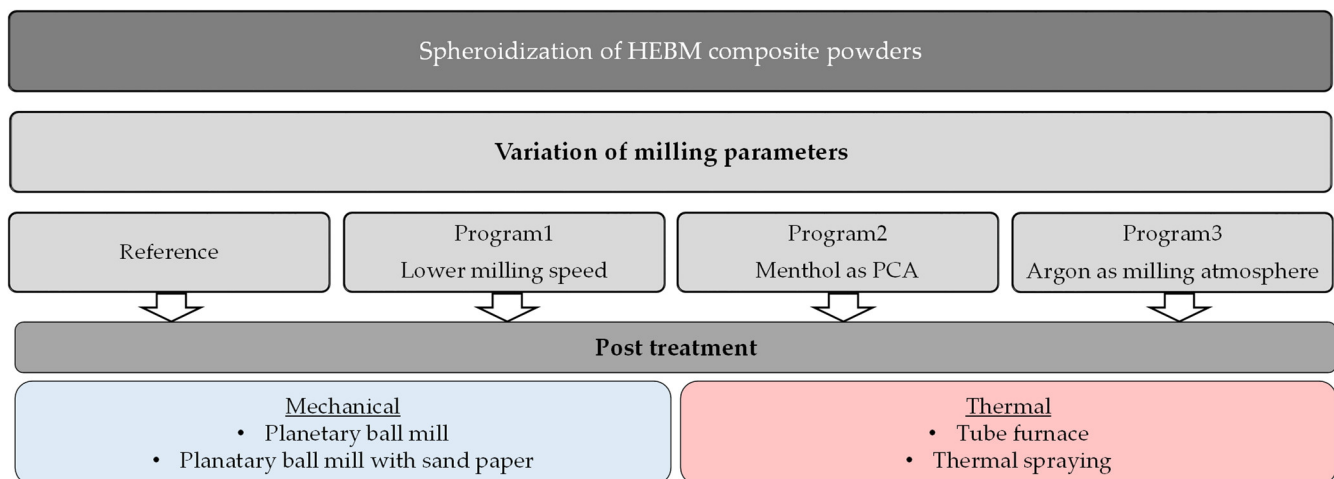 Spheroidization of HEBM composite powders
Variation of milling parameters
Reference
Program1
Lower milling speed
Program2
Menthol as PCA
Program3
Argon as milling atmosphere
Post treatment
Mechanical
• Planetary ball mill
• Planatary ball mill with sand paper
Thermal
• Tube furnace
• Thermal spraying